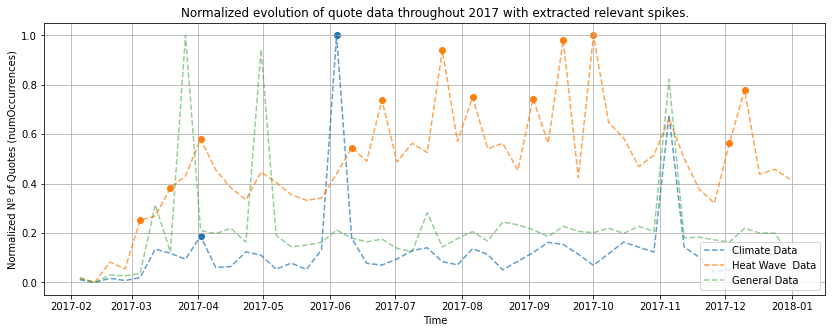 Normalized evolution of quote data throughout 2017 with extracted relevant spikes.
Normalized Nº of Quotes (numOccurrences)
1.0
0.8
0.6
0.4
0.2
0.0
2017-02 2017-03 2017-04 2017-05 2017-06 2017-07 2017-08 2017-09 2017-10 2017-11 2017-12 2018-01
Time
Climate Data
Heat Wave  Data
General Data